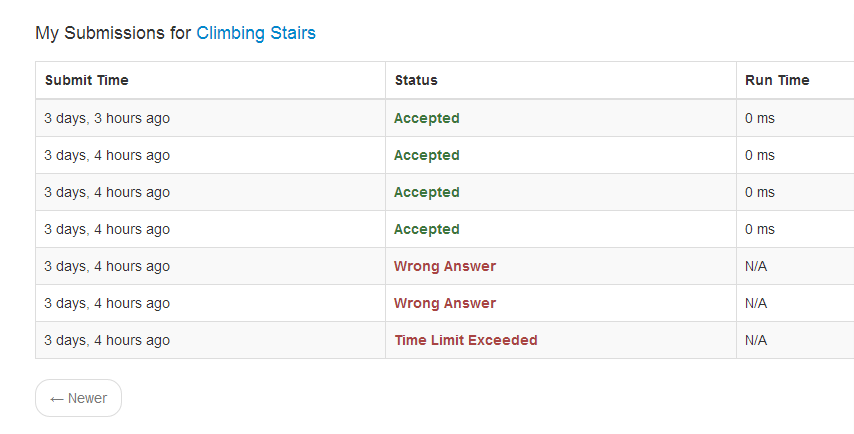 My Submissions for Climbing Stairs
Submit Time Status Run Time
3 days, 3 hours ago Accepted 0 ms
3 days, 4 hours ago Accepted 0 ms
3 days, 4 hours ago Accepted 0 ms
3 days, 4 hours ago Accepted 0 ms
3 days, 4 hours ago Wrong Answer N/A
3 days, 4 hours ago Wrong Answer N/A
3 days, 4 hours ago Time Limit Exceeded N/A
← Newer